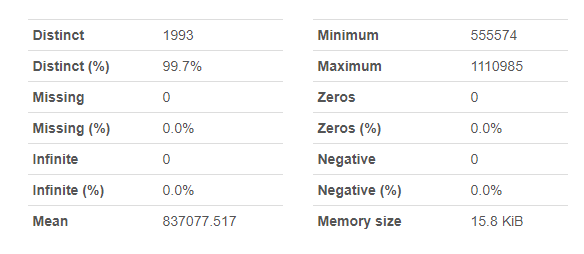 Distinct 1993 Minimum 555574
Distinct (%) 99.7% Maximum 1110985
Missing 0 Zeros 0
Missing (%) 0.0% Zeros (%) 0.0%
Infinite 0 Negative 0
Infinite (%) 0.0% Negative (%) 0.0%
Mean 837077.517 Memory size 15.8 KiB